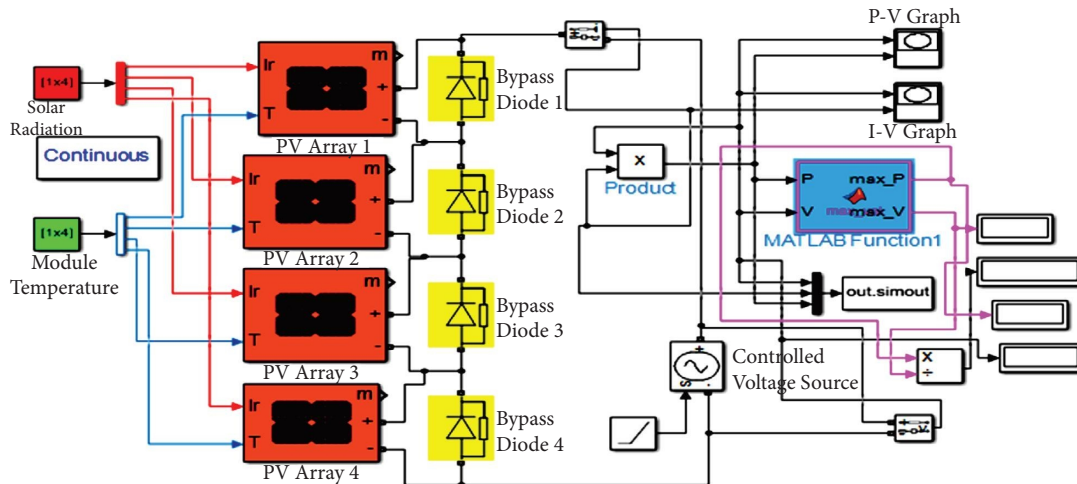 [1x4]
Solar
Radiation
Continuous
[1x4]
Module
Temperature
Ir
T
m
+
-
PV Array 1
Ir
T
m
+
-
PV Array 2
Ir
T
m
+
-
PV Array 3
Ir
T
m
+
-
PV Array 4
Bypass
Diode 1
Bypass
Diode 2
Bypass
Diode 3
Bypass
Diode 4
P-V Graph
I-V Graph
X
Product
P
V
max_P
max_V
MATLAB Function1
out.simout
Controlled
Voltage Source
S
+
-
X
÷
+
-
V